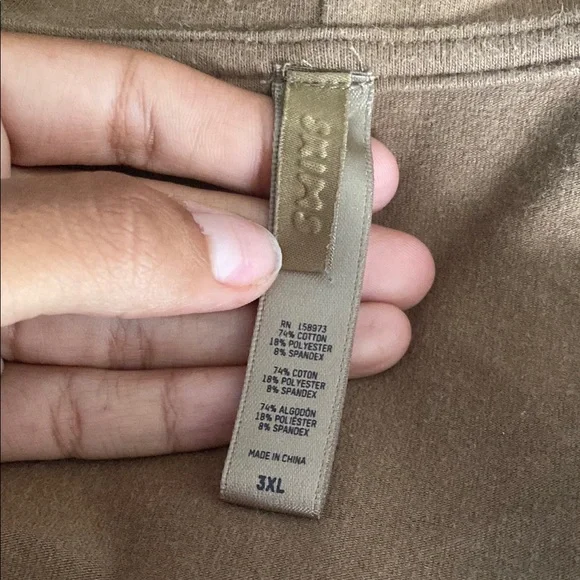 SKIMS
RN 158973
74% COTTON
18% POLYESTER
8% SPANDEX
74% COTON
18% POLYESTER
8% SPANDEX
74% ALGODÓN
18% POLIÉSTER
8% SPANDEX
MADE IN CHINA
3XL